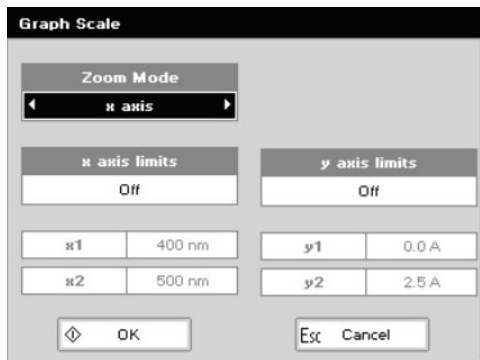 Graph Scale
Zoom Mode
x axis
x axis limits
y axis limits
Off
Off
x1 400 nm
y1 0.0 A
x2 500 nm
y2 2.5 A
OK
Esc Cancel